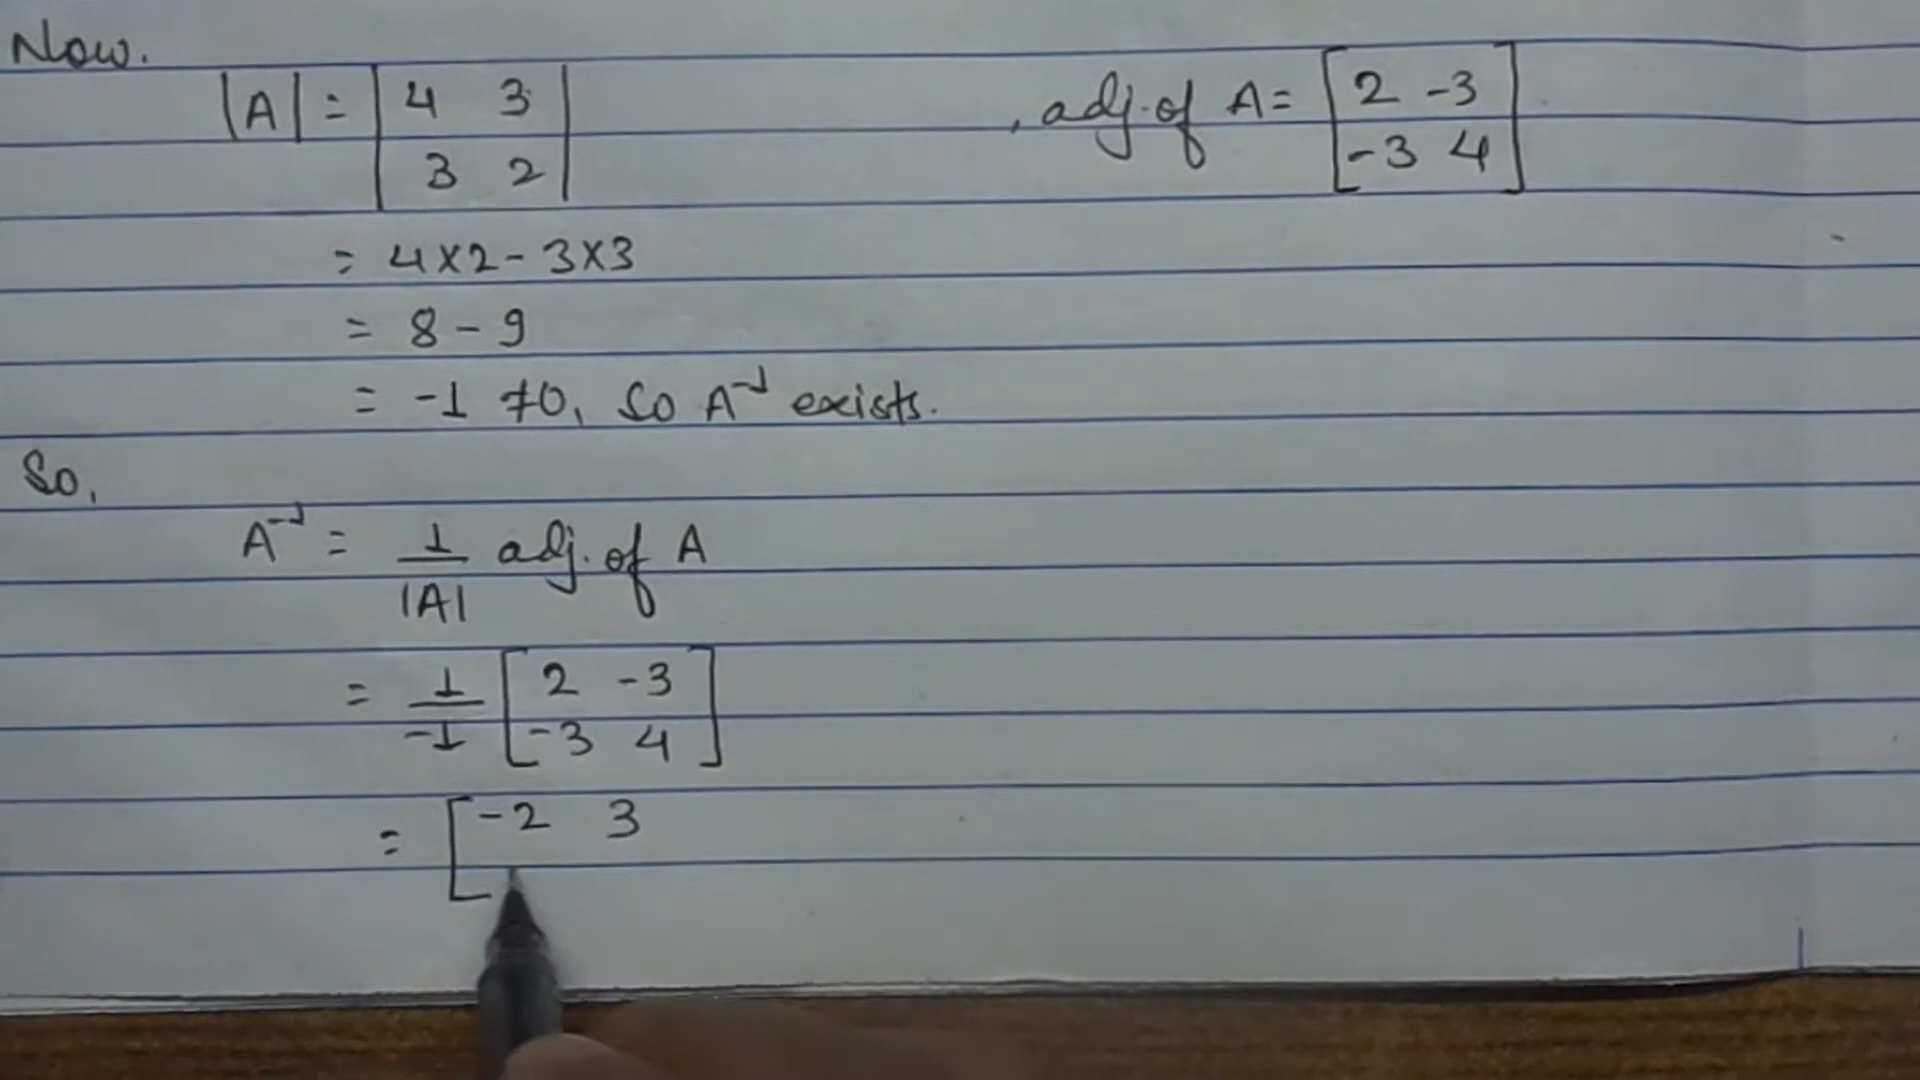 Now.
|A| = | 4 3 | , adj. of A = [ 2 -3 ]
| 3 2 | [ -3 4 ]
= 4×2 - 3×3
= 8 - 9
= -1 ≠0, So A⁻¹ exists.
So,
A⁻¹ = 1/|A| adj. of A
= 1/-1 [ 2 -3 ]
[ -3 4 ]
= [ -2 3